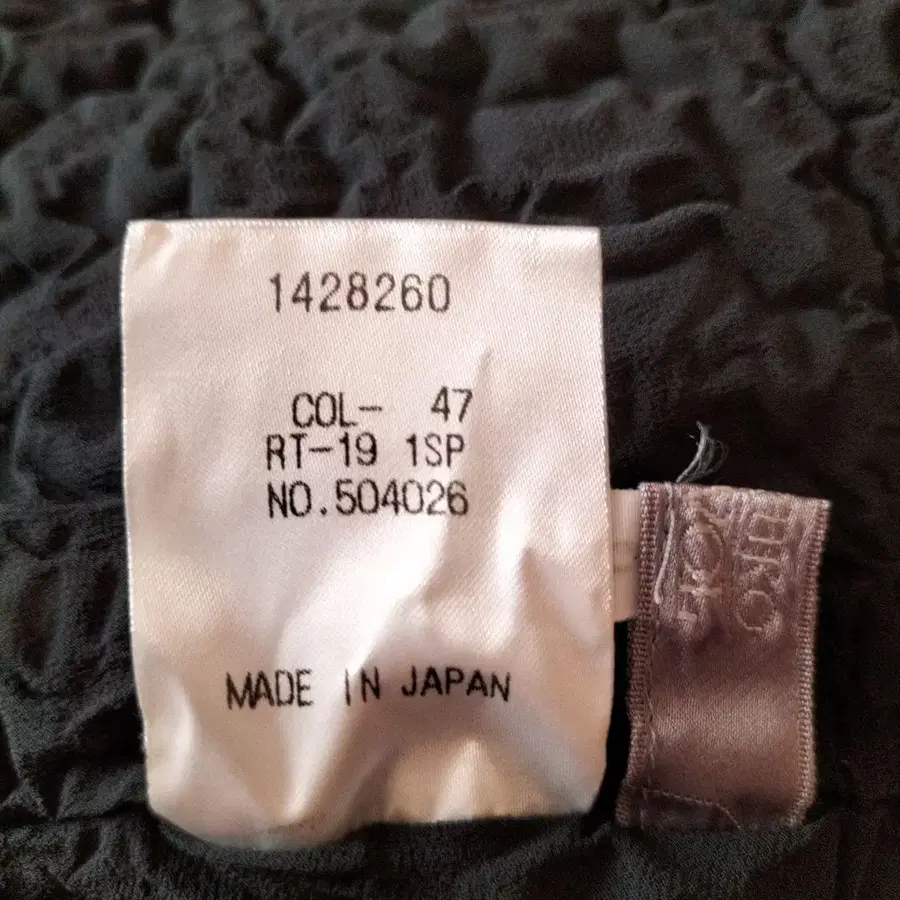 1428260
COL- 47
RT-19 1SP
NO.504026
MADE IN JAPAN